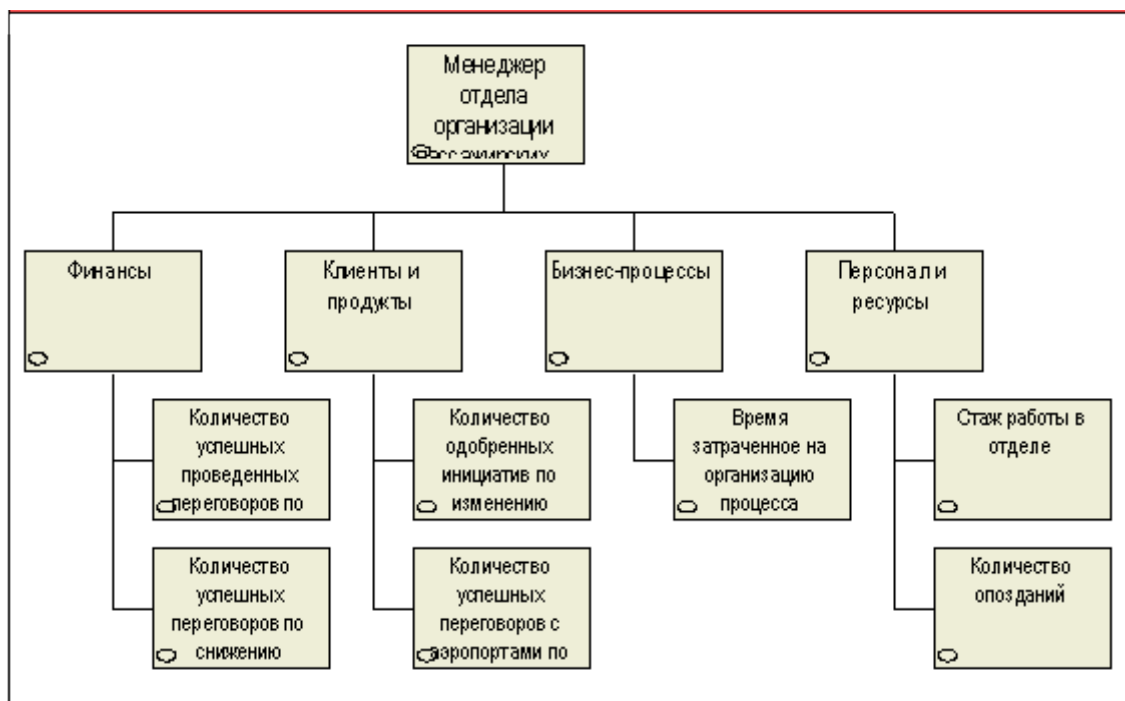 Менеджер
отдела
организации
Финансы
Клиенты и
продукты
Бизнес-процессы
Персонал и
ресурсы
Количество
успешных
проведенных
переговоров по
Количество
одобренных
инициатив по
изменению
Время
затраченное на
организацию
процесса
Стаж работы в
отделе
Количество
успешных
переговоров по
снижению
Количество
успешных
переговоров с
аэропортами по
Количество
опозданий